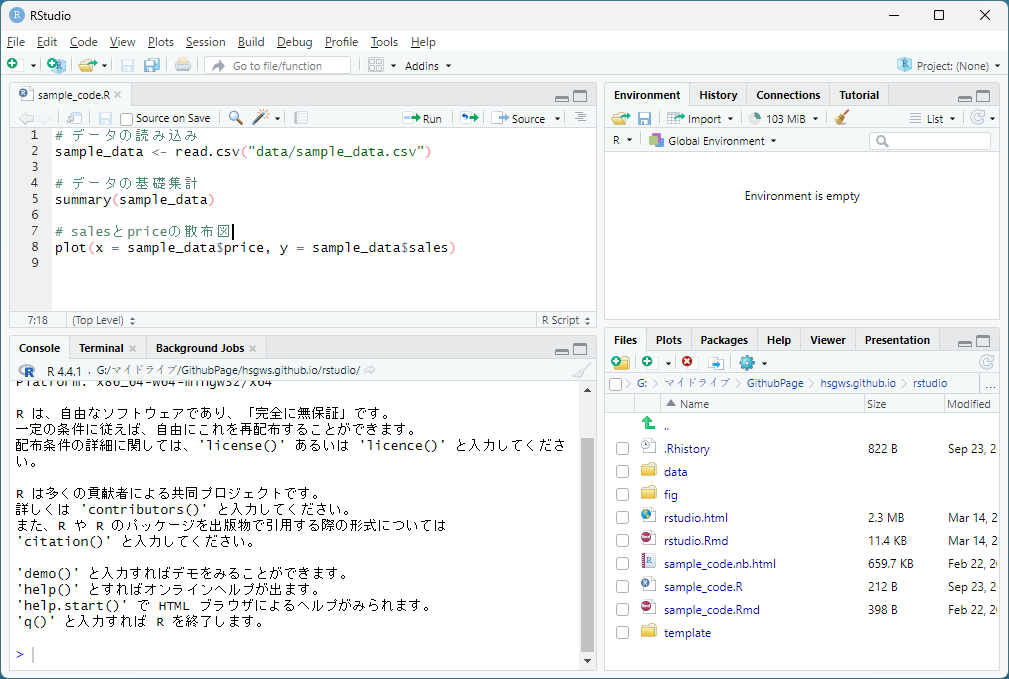 RStudio
File Edit Code View Plots Session Build Debug Profile Tools Help
Go to file/function Addins Project: (None)
sample_code.R
Source on Save Run Source
1 # データの読み込み
2 sample_data <- read.csv("data/sample_data.csv")
3
4 # データの基礎集計
5 summary(sample_data)
6
7 # salesとpriceの散布図
8 plot(x = sample_data$price, y = sample_data$sales)
9
7:18 (Top Level) R Script
Console Terminal Background Jobs
R 4.4.1 · G:/マイドライブ/GithubPage/hsgws.github.io/rstudio/
Platform: x86_64-w64-mingw32/x64
R は、自由なソフトウェアであり、「完全に無保証」です。
一定の条件に従えば、自由にこれを再配布することができます。
配布条件の詳細に関しては、'license()' あるいは 'licence()' と入力してくださ
い。
R は多くの貢献者による共同プロジェクトです。
詳しくは 'contributors()' と入力してください。
また、R や R のパッケージを出版物で引用する際の形式については
'citation()' と入力してください。
'demo()' と入力すればデモをみることができます。
'help()' とすればオンラインヘルプが出ます。
'help.start()' で HTML ブラウザによるヘルプがみられます。
'q()' と入力すれば R を終了します。
>
Environment History Connections Tutorial
Import 103 MiB List
R Global Environment
Environment is empty
Files Plots Packages Help Viewer Presentation
G: マイドライブ GithubPage hsgws.github.io rstudio ...
Name Size Modified
..
.Rhistory 822 B Sep 23, 2
data
fig
rstudio.html 2.3 MB Mar 14, 2
rstudio.Rmd 11.4 KB Mar 14, 2
sample_code.nb.html 659.7 KB Feb 22, 2
sample_code.R 212 B Sep 23, 2
sample_code.Rmd 398 B Feb 22, 2
template